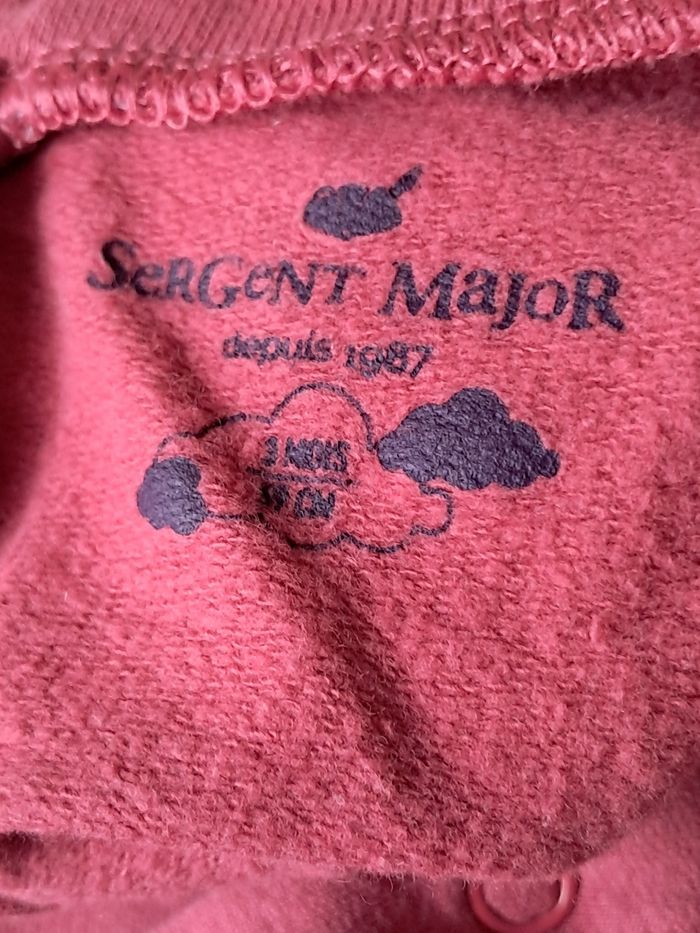 SeRGeNT MajoR
depuis 1987
3 MOIS
59 CM